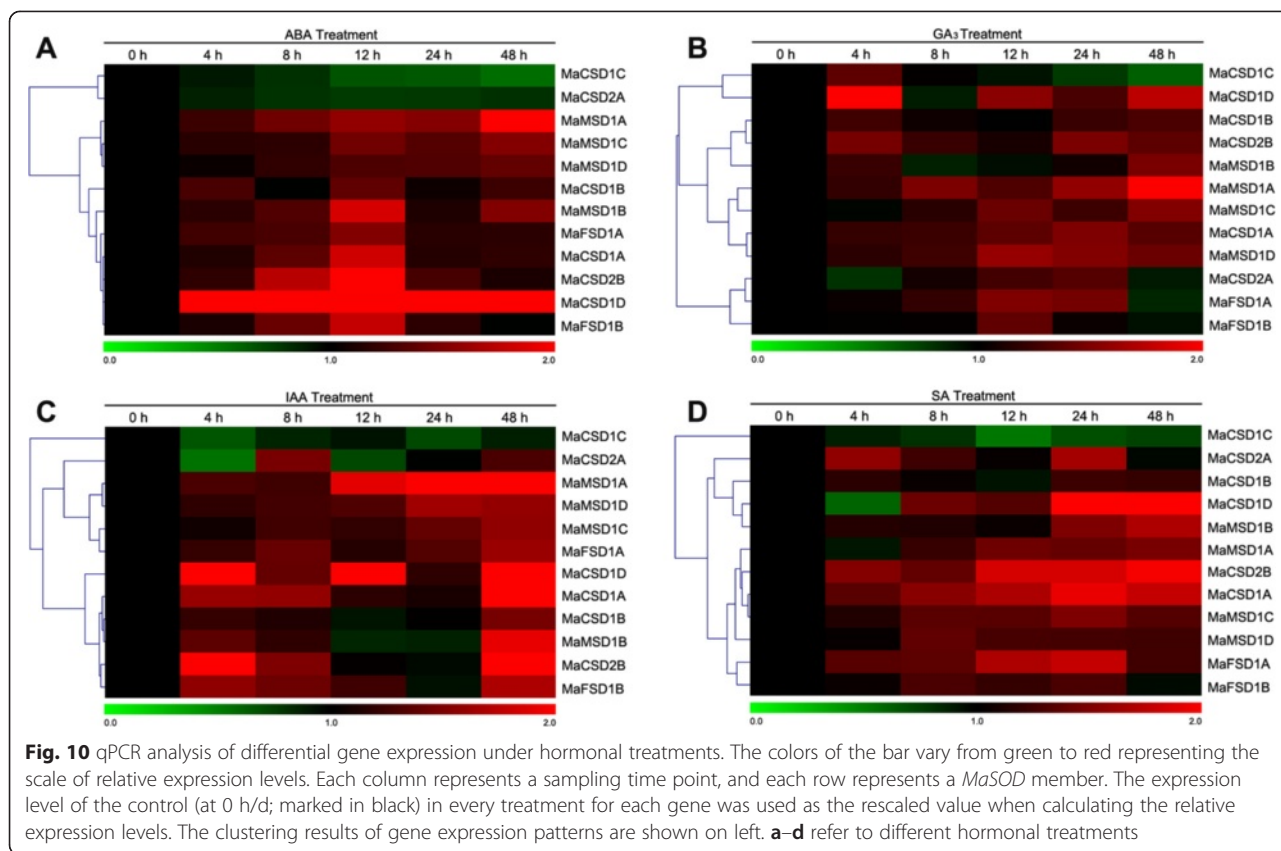 A
ABA Treatment
0 h 4 h 8 h 12 h 24 h 48 h
MaCSD1C
MaCSD2A
MaMSD1A
MaMSD1C
MaMSD1D
MaCSD1B
MaMSD1B
MaFSD1A
MaCSD1A
MaCSD2B
MaCSD1D
MaFSD1B
0.0 1.0 2.0
B
GA3 Treatment
0 h 4 h 8 h 12 h 24 h 48 h
MaCSD1C
MaCSD1D
MaCSD1B
MaCSD2B
MaMSD1B
MaMSD1A
MaMSD1C
MaCSD1A
MaMSD1D
MaCSD2A
MaFSD1A
MaFSD1B
0.0 1.0 2.0
C
IAA Treatment
0 h 4 h 8 h 12 h 24 h 48 h
MaCSD1C
MaCSD2A
MaMSD1A
MaMSD1D
MaMSD1C
MaFSD1A
MaCSD1D
MaCSD1A
MaCSD1B
MaMSD1B
MaCSD2B
MaFSD1B
0.0 1.0 2.0
D
SA Treatment
0 h 4 h 8 h 12 h 24 h 48 h
MaCSD1C
MaCSD2A
MaCSD1B
MaCSD1D
MaMSD1B
MaMSD1A
MaCSD2B
MaCSD1A
MaMSD1C
MaMSD1D
MaFSD1A
MaFSD1B
0.0 1.0 2.0
Fig. 10 qPCR analysis of differential gene expression under hormonal treatments. The colors of the bar vary from green to red representing the
scale of relative expression levels. Each column represents a sampling time point, and each row represents a MaSOD member. The expression
level of the control (at 0 h/d; marked in black) in every treatment for each gene was used as the rescaled value when calculating the relative
expression levels. The clustering results of gene expression patterns are shown on left. a–d refer to different hormonal treatments